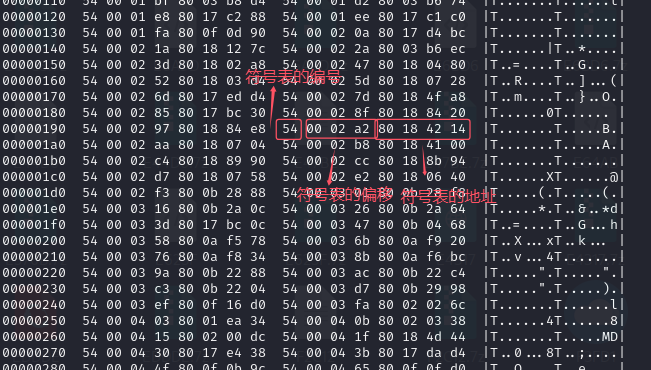 00000110 54 00 01 bf 80 03 b8 d4 54 00 01 d2 80 03 b6 74 |T.......T......t|
00000120 54 00 01 e8 80 17 c2 88 54 00 01 ee 80 17 c1 c0 |T.......T.......|
00000130 54 00 01 fa 80 0f 0d 90 54 00 02 0a 80 17 d4 bc |T.......T.......|
00000140 54 00 02 1a 80 18 12 7c 54 00 02 2a 80 03 b6 ec |T......|T..*....|
00000150 54 00 02 3d 80 18 02 a8 54 00 02 47 80 18 04 80 |T..=....T..G....|
符号表的编号
00000160 54 00 02 52 80 18 03 d4 54 00 02 5d 80 18 07 28 |T..R....T..]...(|
00000170 54 00 02 6d 80 17 ed d4 54 00 02 7d 80 18 4f a8 |T..m....T..}..O.|
00000180 54 00 02 85 80 17 bc 30 54 00 02 8f 80 18 84 20 |T......0T...... |
00000190 54 00 02 97 80 18 84 e8 54 00 02 a2 80 18 42 14 |T.......T.....B.|
000001a0 54 00 02 aa 80 18 07 04 54 00 02 b8 80 18 41 00 |T.......T.....A.|
000001b0 54 00 02 c4 80 18 89 90 54 00 02 cc 80 18 8b 94 |T.......T.......|
000001c0 54 00 02 d7 80 18 07 58 54 00 02 e2 80 18 06 40 |T......XT......@|
000001d0 54 00 02 f3 80 0b 28 88 54 00 03 01 80 0b 28 f8 |T.....(.T.....(.|
符号表的偏移 符号表的地址
000001e0 54 00 03 16 80 0b 2a 0c 54 00 03 26 80 0b 2a 64 |T.....*.T..&..*d|
000001f0 54 00 03 3d 80 17 bc 0c 54 00 03 47 80 0b 04 68 |T..=....T..G...h|
00000200 54 00 03 58 80 0a f5 78 54 00 03 6b 80 0a f9 20 |T..X...xT..k... |
00000210 54 00 03 76 80 0a f8 34 54 00 03 8b 80 0a f6 bc |T..v...4T.......|
00000220 54 00 03 9a 80 0b 22 88 54 00 03 ac 80 0b 22 c4 |T.....".T.....".|
00000230 54 00 03 c3 80 0b 22 04 54 00 03 d7 80 0b 29 98 |T.....".T.....).|
00000240 54 00 03 ef 80 0f 16 d0 54 00 03 fa 80 02 02 6c |T.......T......l|
00000250 54 00 04 03 80 01 ea 34 54 00 04 0b 80 02 03 38 |T......4T......8|
00000260 54 00 04 15 80 02 00 dc 54 00 04 1f 80 18 4d 44 |T.......T.....MD|
00000270 54 00 04 30 80 17 e4 38 54 00 04 3b 80 17 da d4 |T..0...8T..;....|
00000280 54 00 04 4f 80 0f 0b 9c 54 00 04 65 80 0f 0f d0 |T..O....T..e....|